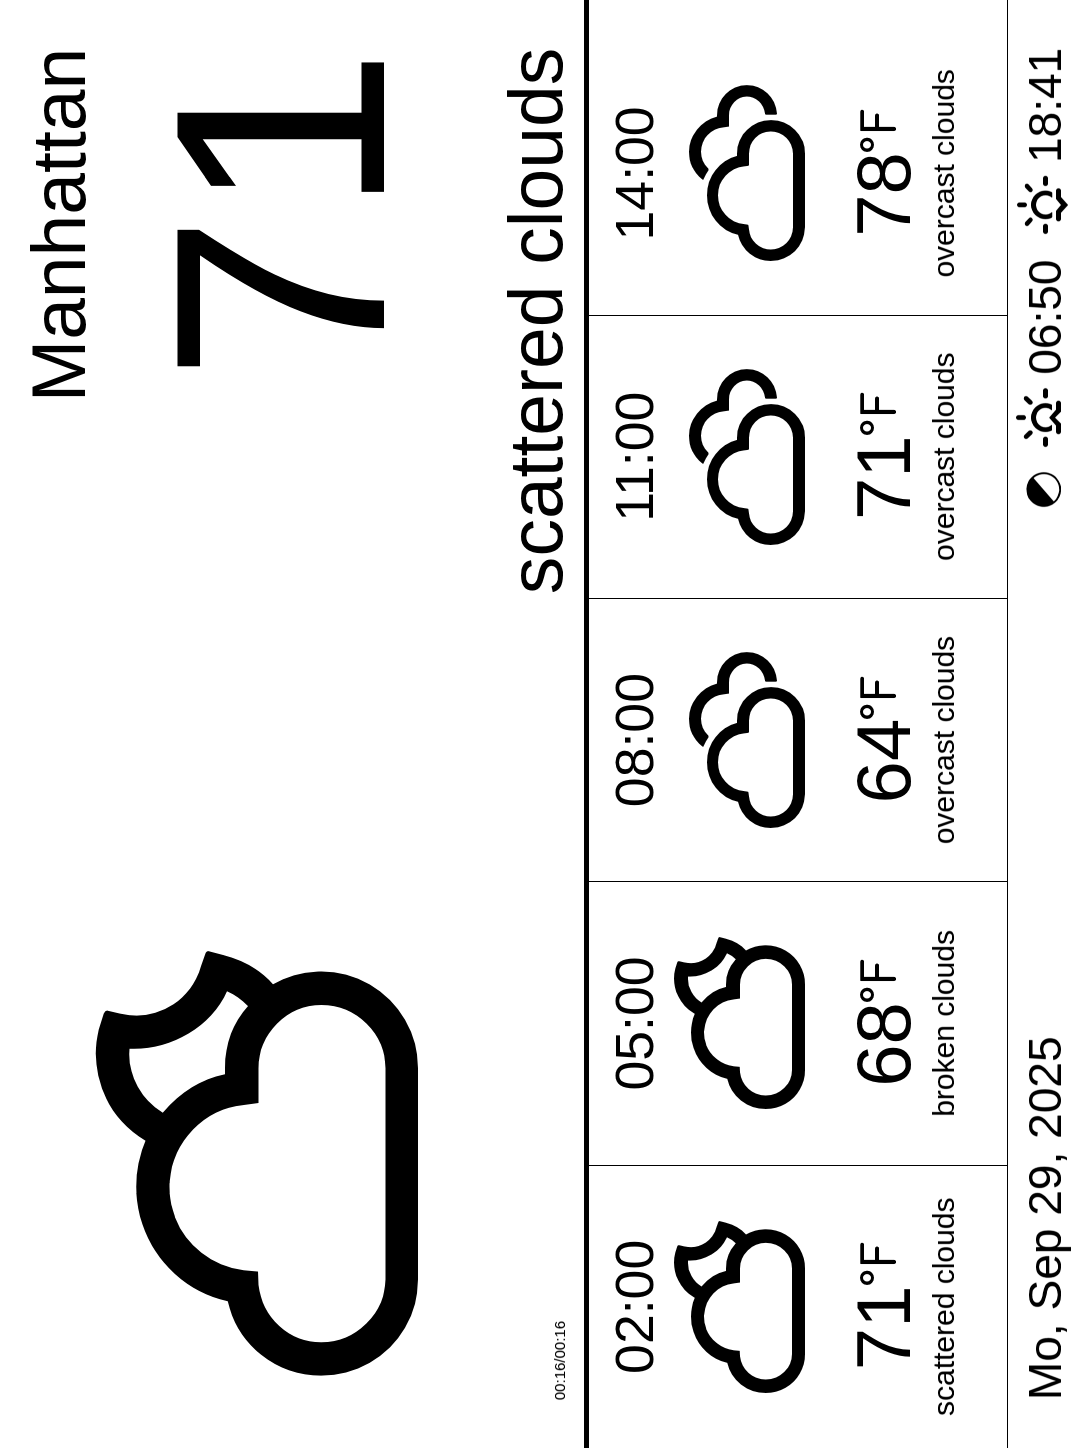 Manhattan
71
scattered clouds
00:16/00:16
02:00
71°F
scattered clouds
05:00
68°F
broken clouds
08:00
64°F
overcast clouds
11:00
71°F
overcast clouds
14:00
78°F
overcast clouds
Mo, Sep 29, 2025
06:50
18:41